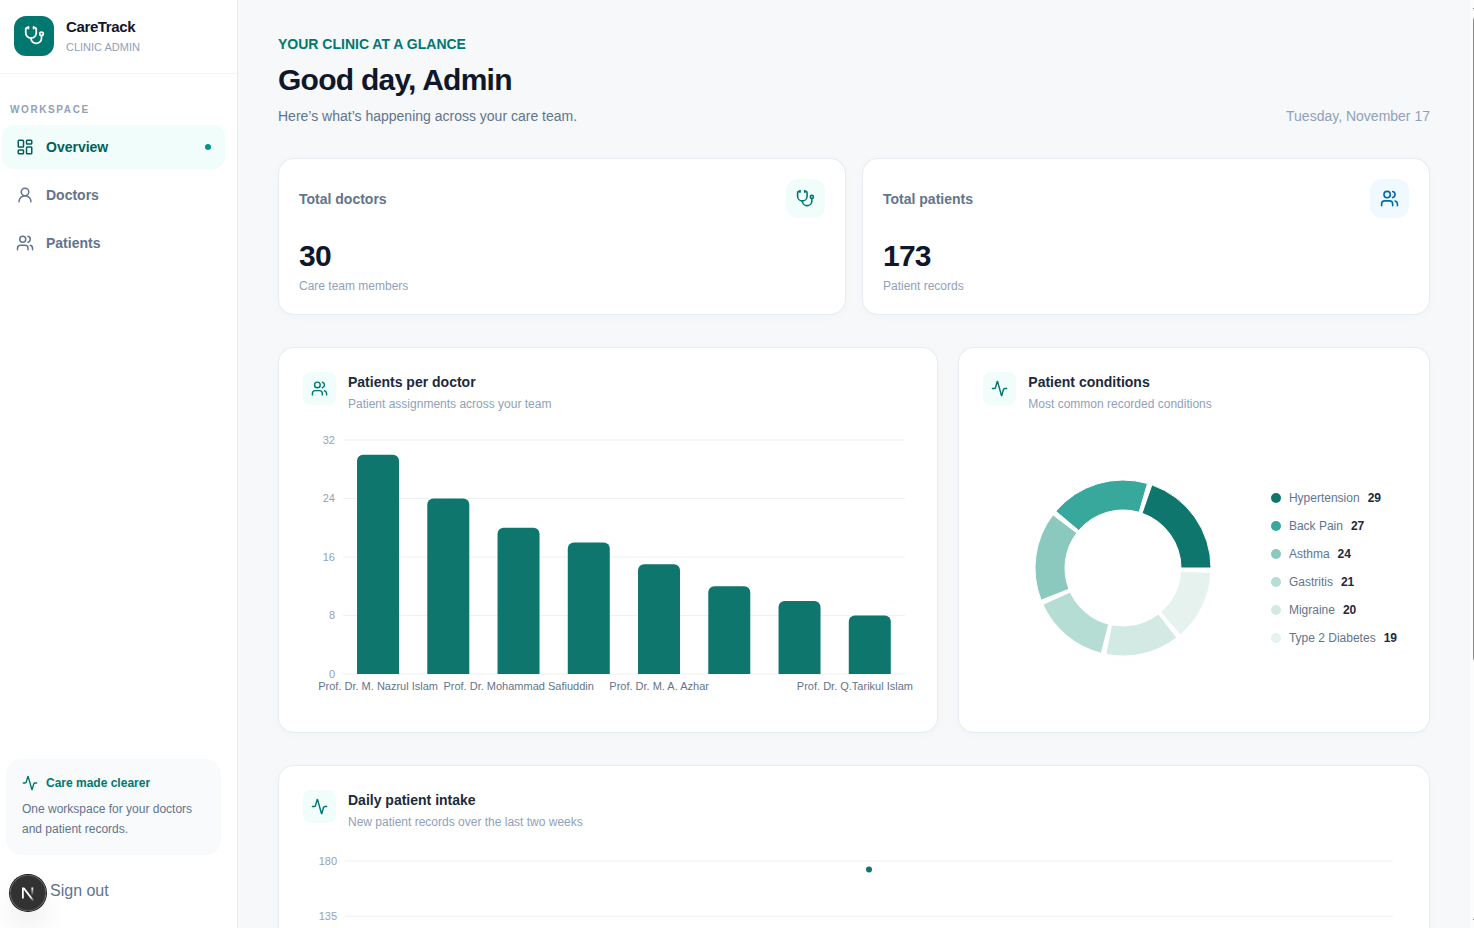 CareTrack
CLINIC ADMIN
WORKSPACE
Overview
Doctors
Patients
Care made clearer
One workspace for your doctors
and patient records.
N
Sign out
YOUR CLINIC AT A GLANCE
Good day, Admin
Here’s what’s happening across your care team.
Tuesday, November 17
Total doctors
30
Care team members
Total patients
173
Patient records
Patients per doctor
Patient assignments across your team
32
24
16
8
0
Prof. Dr. M. Nazrul Islam
Prof. Dr. Mohammad Safiuddin
Prof. Dr. M. A. Azhar
Prof. Dr. Q.Tarikul Islam
Patient conditions
Most common recorded conditions
Hypertension 29
Back Pain 27
Asthma 24
Gastritis 21
Migraine 20
Type 2 Diabetes 19
Daily patient intake
New patient records over the last two weeks
180
135